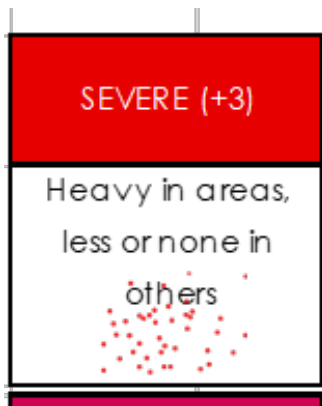 SEVERE (+3)
Heavy in areas,
less or none in
others